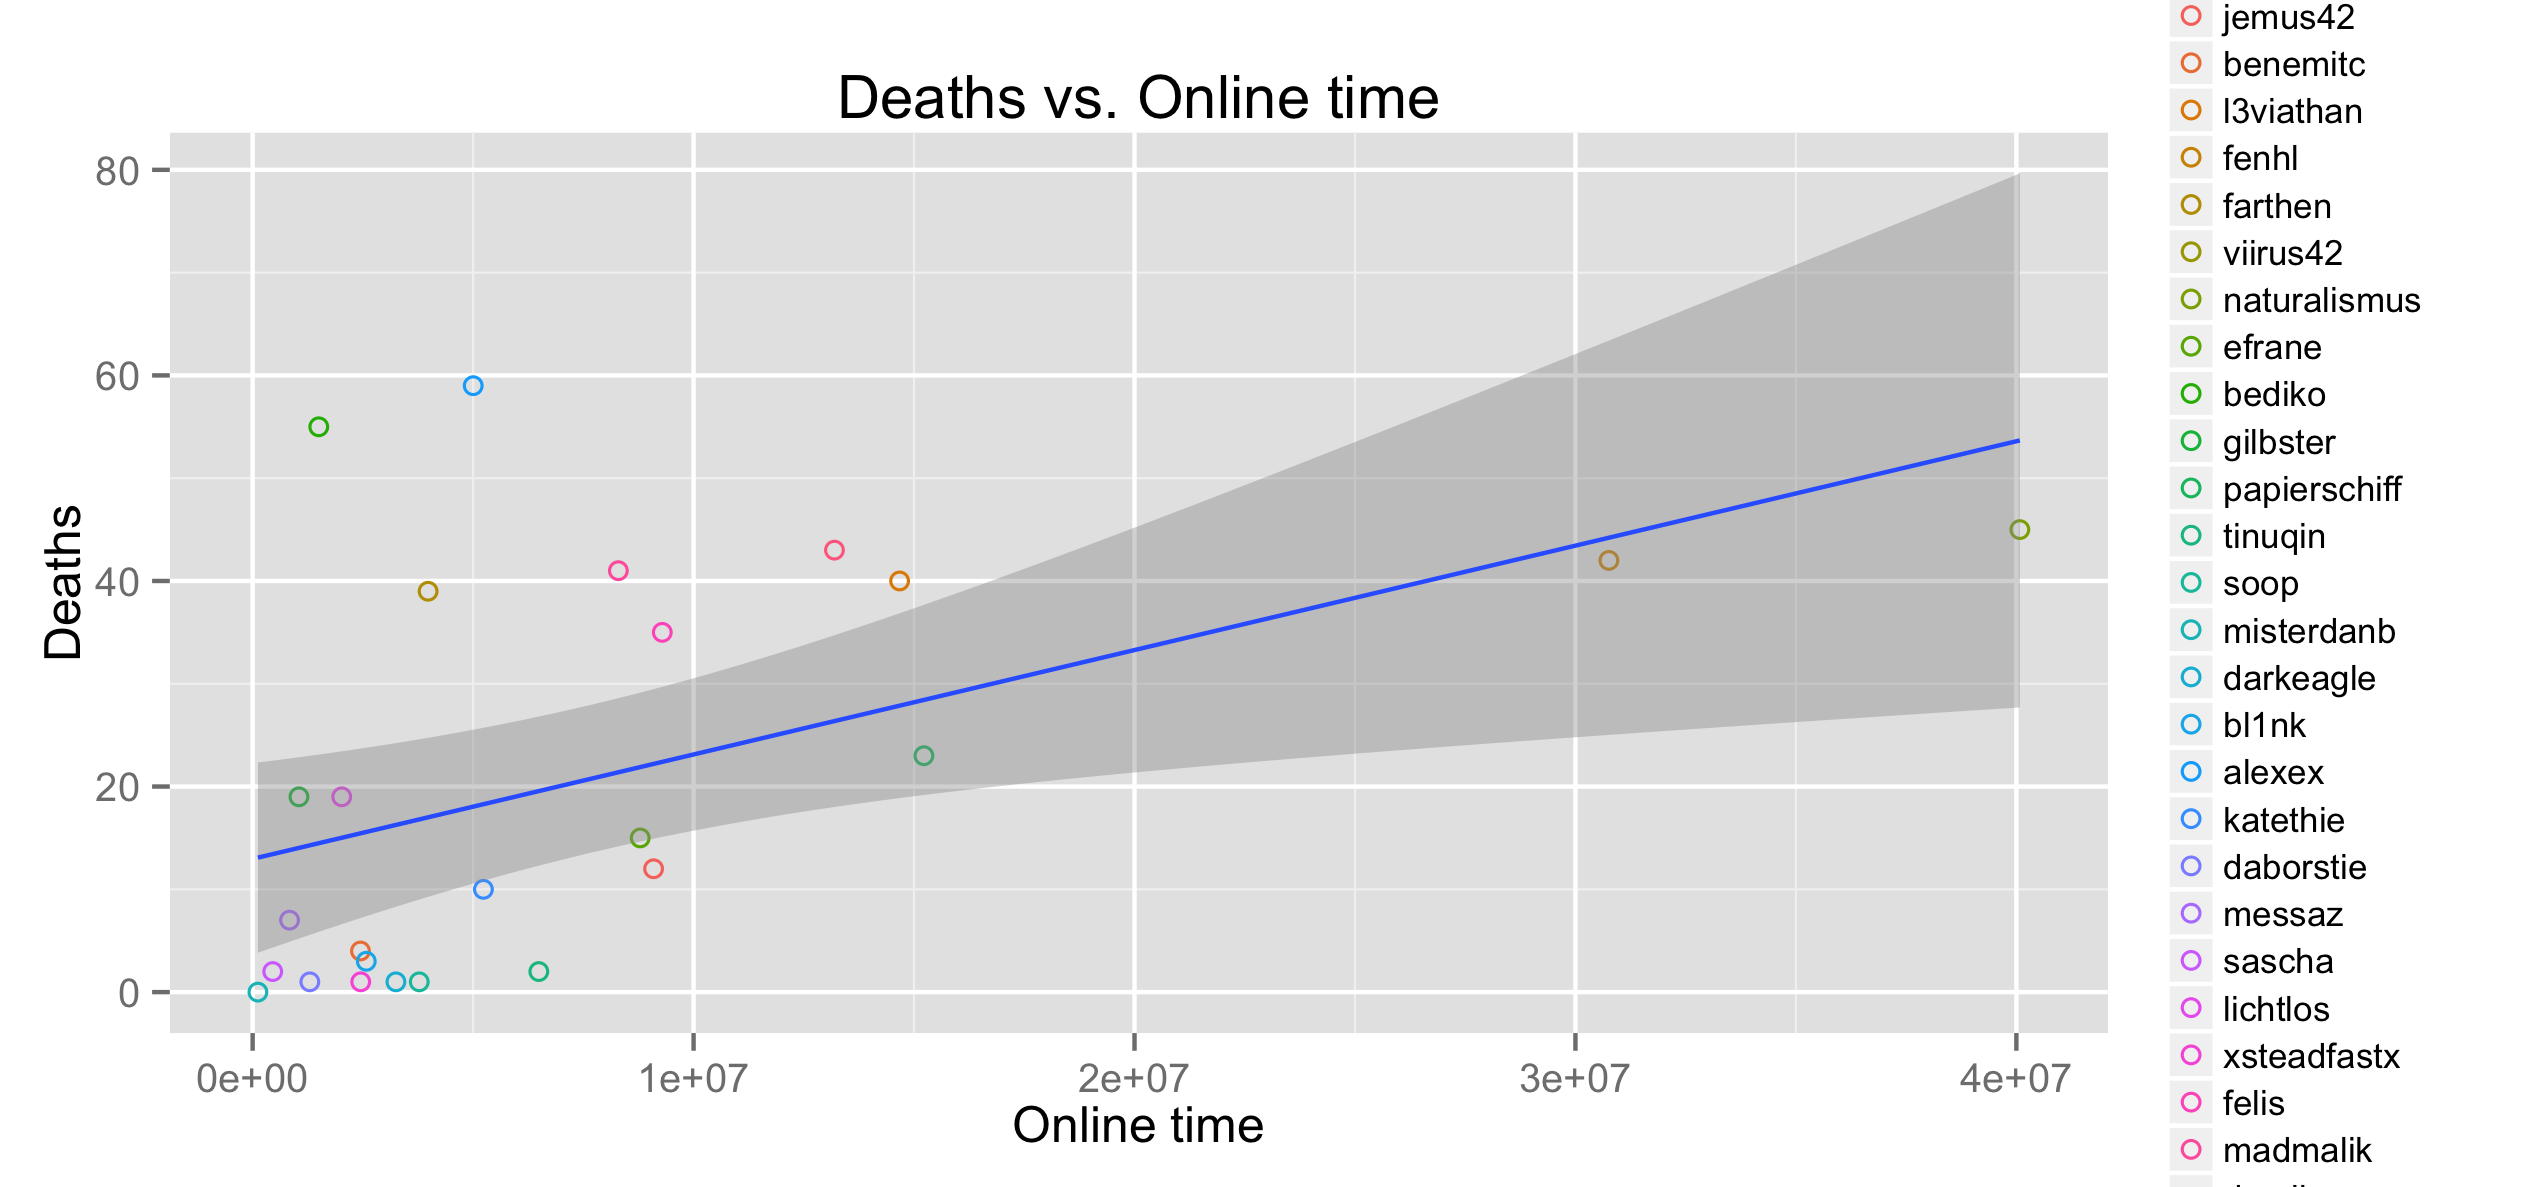 Deaths vs. Online time
80
60
40
20
0
Deaths
0e+00
1e+07
2e+07
3e+07
4e+07
Online time
jemus42
benemitc
l3viathan
fenhl
farthen
viirus42
naturalismus
efrane
bediko
gilbster
papierschiff
tinuqin
soop
misterdanb
darkeagle
bl1nk
alexex
katethie
daborstie
messaz
sascha
lichtlos
xsteadfastx
felis
madmalik